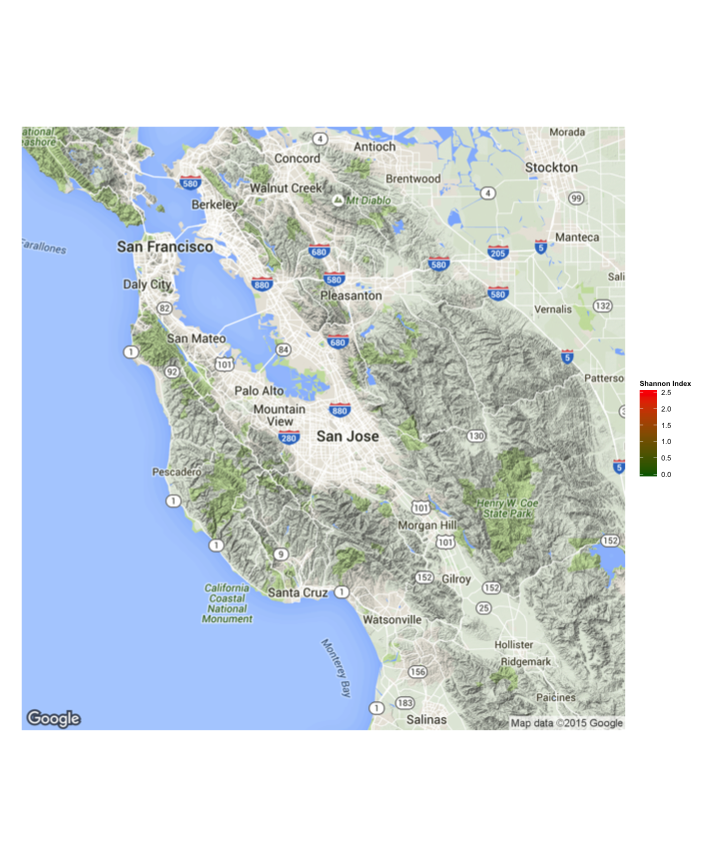 ational
eashore
4
Antioch
Morada
Concord
Stockton
580
Walnut Creek
Brentwood
4
99
Berkeley
Mt Diablo
Manteca
San Francisco
Farallones
680
205
5
580
Daly City
880
580
Pleasanton
580
Sali
82
Vernalis
132
San Mateo
680
1
84
5
101
92
Patterso
Palo Alto
Mountain
View
880
280
San Jose
130
Shannon Index
2.5
2.0
1.5
1.0
0.5
0.0
5
Pescadero
1
101
Henry W. Coe
State Park
Morgan Hill
1
101
152
9
152
Gilroy
152
California
Coastal
National
Monument
Santa Cruz
1
25
Watsonville
Monterey Bay
Hollister
Ridgemark
156
Paicines
1
183
Salinas
Google
Map data ©2015 Google